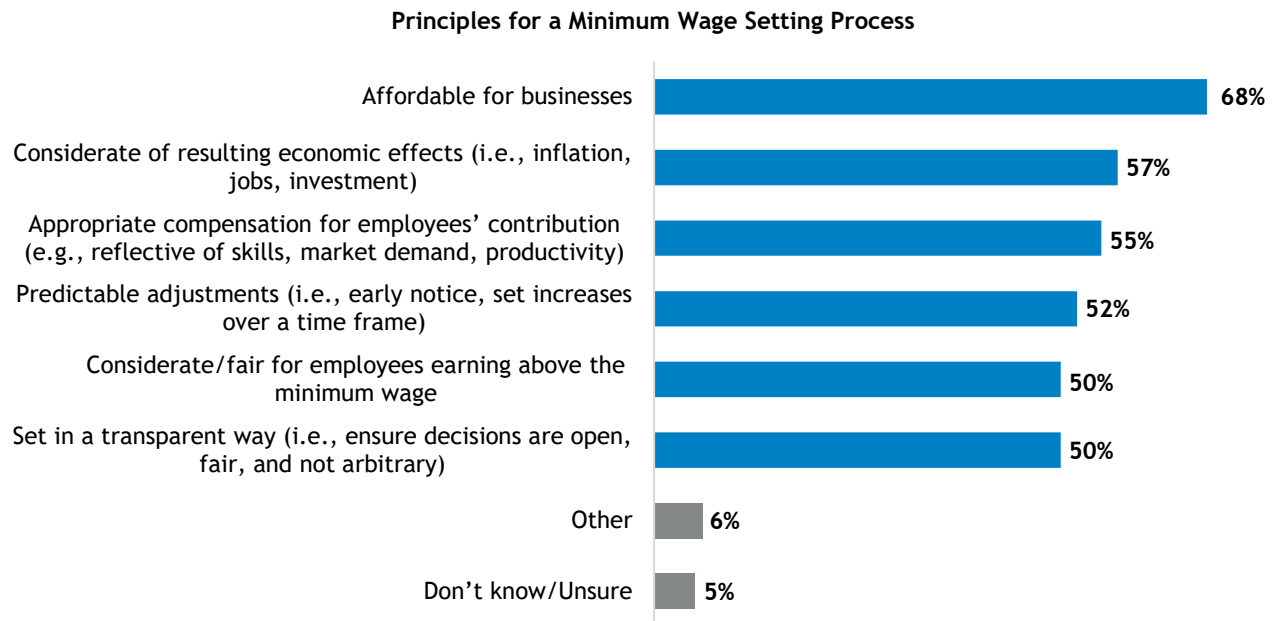 Principles for a Minimum Wage Setting Process
Affordable for businesses
68%
Considerate of resulting economic effects (i.e., inflation,
jobs, investment)
57%
Appropriate compensation for employees’ contribution
(e.g., reflective of skills, market demand, productivity)
55%
Predictable adjustments (i.e., early notice, set increases
over a time frame)
52%
Considerate/fair for employees earning above the
minimum wage
50%
Set in a transparent way (i.e., ensure decisions are open,
fair, and not arbitrary)
50%
Other
6%
Don’t know/Unsure
5%